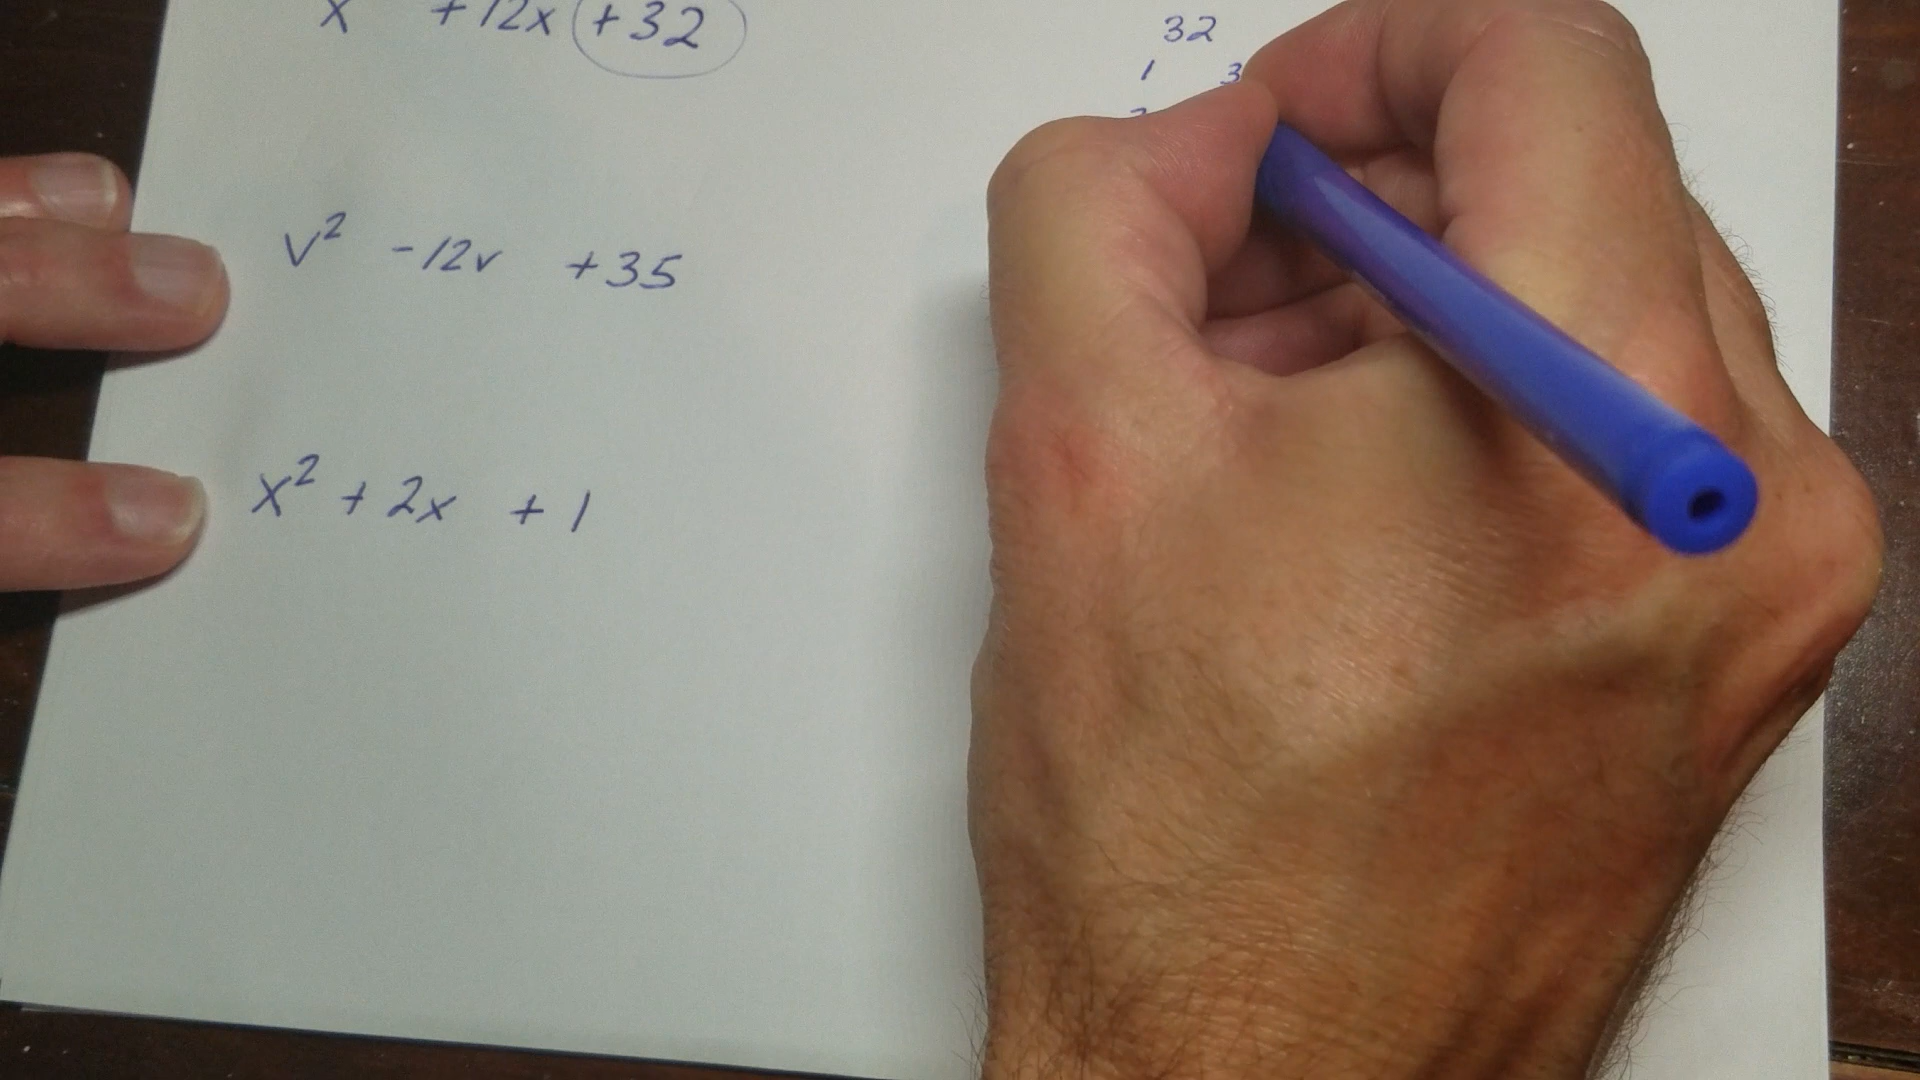 x + 12x + 32
32
1 3
v² - 12v + 35
x² + 2x + 1